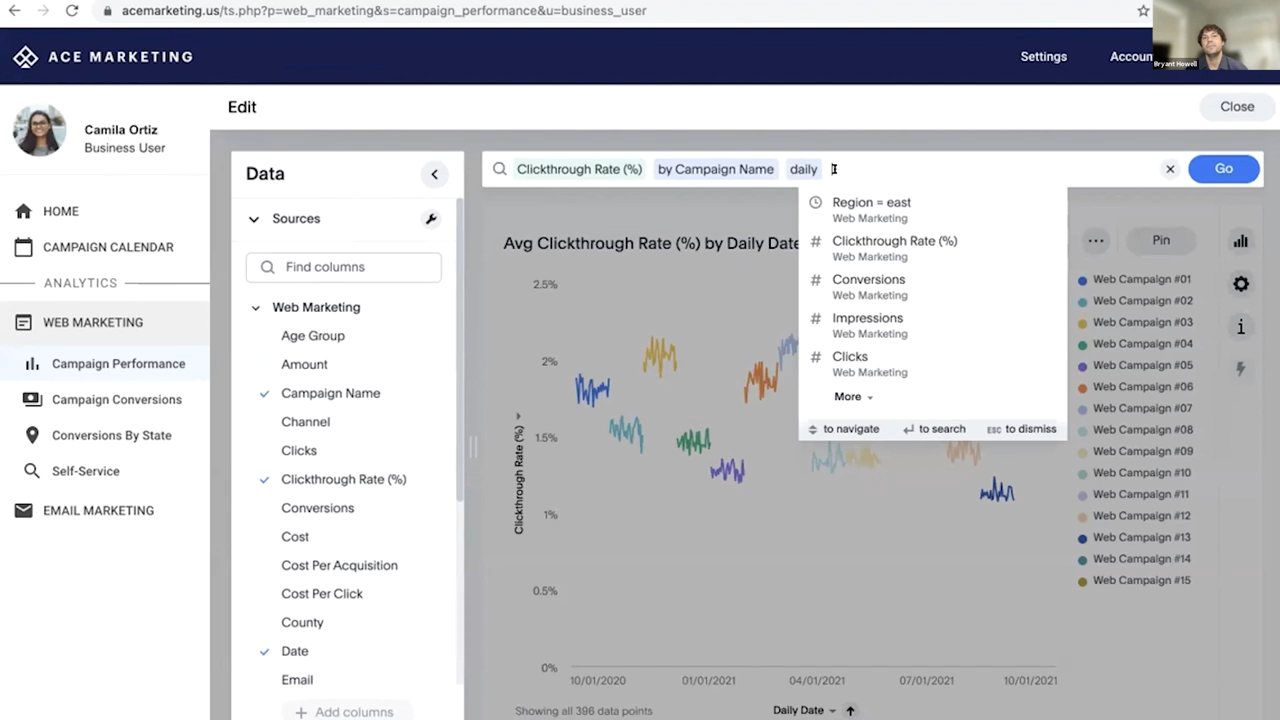 acemarketing.us/ts.php?p=web_marketing&s=campaign_performance&u=business_user
Bryant Howell
ACE MARKETING
Settings
Accoun
Camila Ortiz
Business User
HOME
CAMPAIGN CALENDAR
ANALYTICS
WEB MARKETING
Campaign Performance
Campaign Conversions
Conversions By State
Self-Service
EMAIL MARKETING
Edit
Close
Data
Sources
Find columns
Web Marketing
Age Group
Amount
Campaign Name
Channel
Clicks
Clickthrough Rate (%)
Conversions
Cost
Cost Per Acquisition
Cost Per Click
County
Date
Email
+ Add columns
Clickthrough Rate (%) by Campaign Name daily
Go
Region = east
Web Marketing
# Clickthrough Rate (%)
Web Marketing
# Conversions
Web Marketing
# Impressions
Web Marketing
# Clicks
Web Marketing
More
to navigate
to search
ESC to dismiss
Avg Clickthrough Rate (%) by Daily Date
Pin
2.5%
2%
1.5%
1%
0.5%
0%
Clickthrough Rate (%)
10/01/2020
01/01/2021
04/01/2021
07/01/2021
10/01/2021
Daily Date
Showing all 396 data points
Web Campaign #01
Web Campaign #02
Web Campaign #03
Web Campaign #04
Web Campaign #05
Web Campaign #06
Web Campaign #07
Web Campaign #08
Web Campaign #09
Web Campaign #10
Web Campaign #11
Web Campaign #12
Web Campaign #13
Web Campaign #14
Web Campaign #15